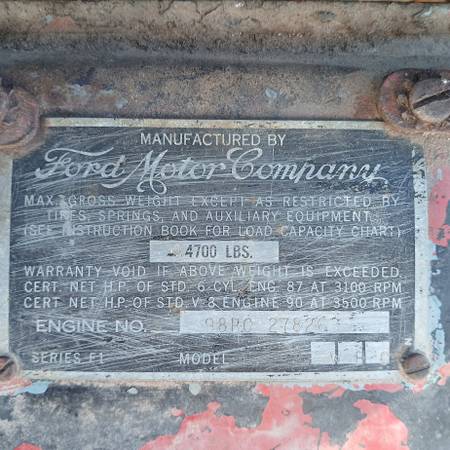 MANUFACTURED BY
Ford Motor Company
MAX. GROSS WEIGHT EXCEPT AS RESTRICTED BY
TIRES, SPRINGS, AND AUXILIARY EQUIPMENT.
(SEE INSTRUCTION BOOK FOR LOAD CAPACITY CHART)
4700 LBS.
WARRANTY VOID IF ABOVE WEIGHT IS EXCEEDED.
CERT. NET H.P. OF STD. 6 CYL. ENG. 87 AT 3100 RPM
CERT. NET H.P. OF STD. V-8 ENGINE 90 AT 3500 RPM
ENGINE NO.
SERIES F1 MODEL